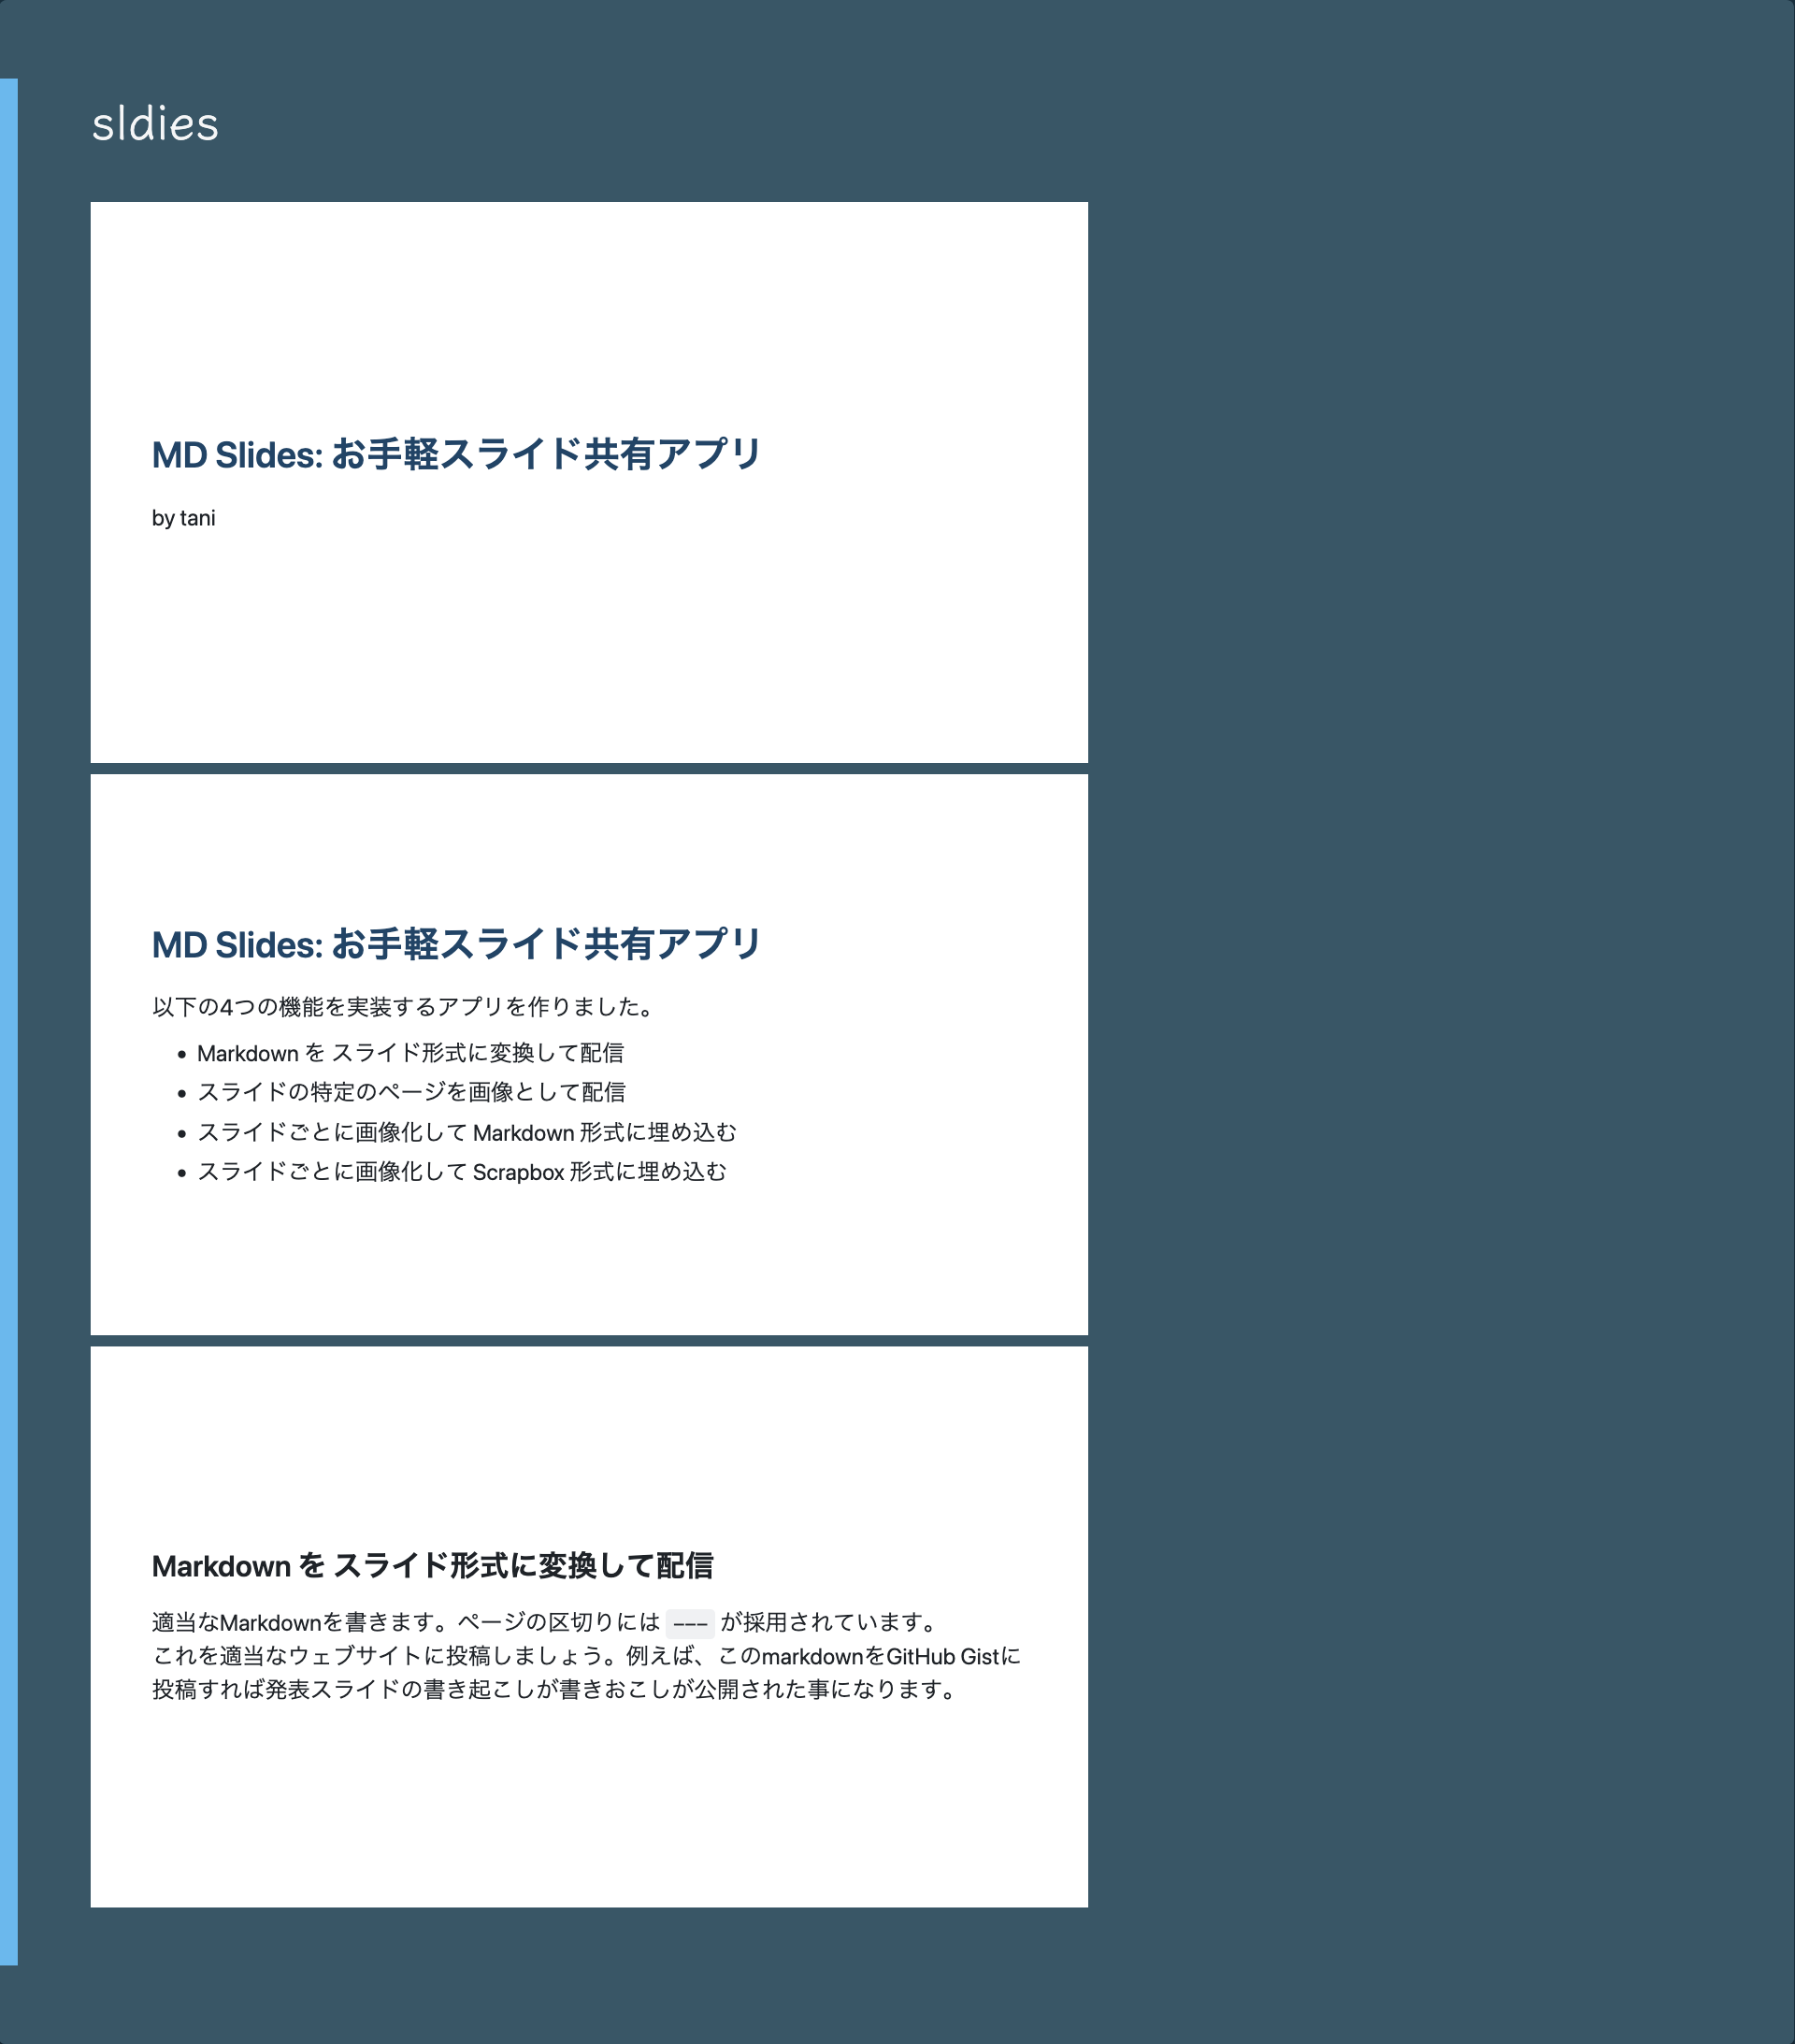 sldies
MD Slides: お手軽スライド共有アプリ
by tani
MD Slides: お手軽スライド共有アプリ
以下の4つの機能を実装するアプリを作りました。
• Markdown を スライド形式に変換して配信
• スライドの特定のページを画像として配信
• スライドごとに画像化して Markdown 形式に埋め込む
• スライドごとに画像化して Scrapbox 形式に埋め込む
Markdown を スライド形式に変換して配信
適当なMarkdownを書きます。ページの区切りには --- が採用されています。
これを適当なウェブサイトに投稿しましょう。例えば、このmarkdownをGitHub Gistに
投稿すれば発表スライドの書き起こしが書きおこしが公開された事になります。